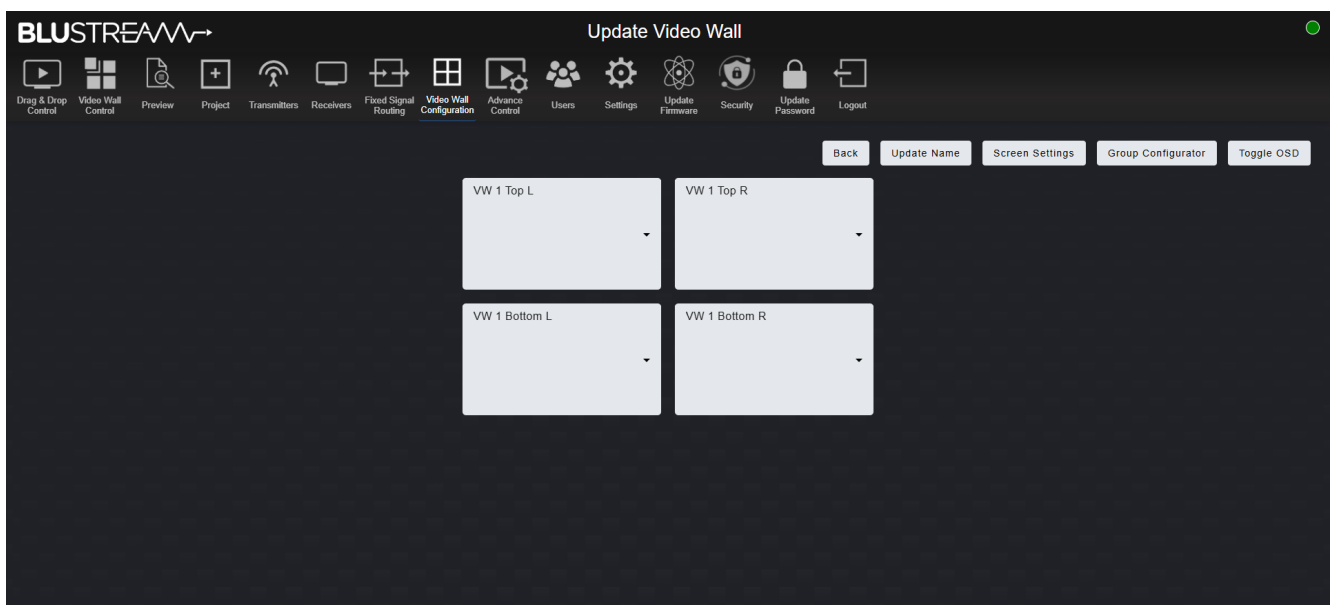 BLUSTREAM
Update Video Wall
Drag & Drop
Control
Video Wall
Control
Preview
Project
Transmitters
Receivers
Fixed Signal
Routing
Video Wall
Configuration
Advance
Control
Users
Settings
Update
Firmware
Security
Update
Password
Logout
Back
Update Name
Screen Settings
Group Configurator
Toggle OSD
VW 1 Top L
VW 1 Top R
VW 1 Bottom L
VW 1 Bottom R